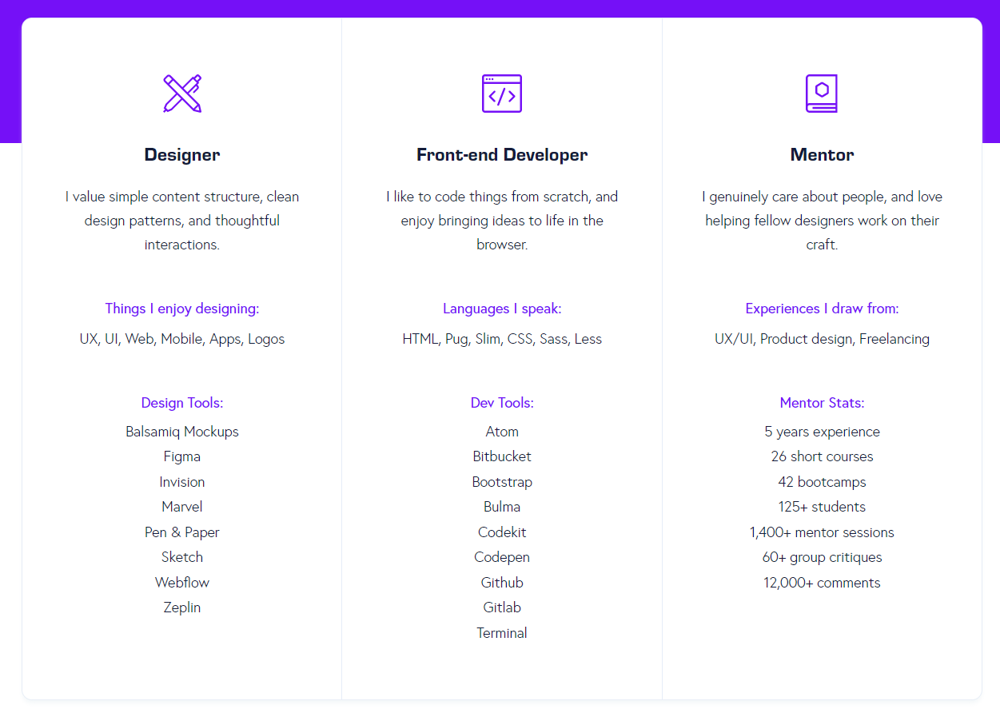 Designer
I value simple content structure, clean
design patterns, and thoughtful
interactions.
Things I enjoy designing:
UX, UI, Web, Mobile, Apps, Logos
Design Tools:
Balsamiq Mockups
Figma
Invision
Marvel
Pen & Paper
Sketch
Webflow
Zeplin
Front-end Developer
I like to code things from scratch, and
enjoy bringing ideas to life in the
browser.
Languages I speak:
HTML, Pug, Slim, CSS, Sass, Less
Dev Tools:
Atom
Bitbucket
Bootstrap
Bulma
Codekit
Codepen
Github
Gitlab
Terminal
Mentor
I genuinely care about people, and love
helping fellow designers work on their
craft.
Experiences I draw from:
UX/UI, Product design, Freelancing
Mentor Stats:
5 years experience
26 short courses
42 bootcamps
125+ students
1,400+ mentor sessions
60+ group critiques
12,000+ comments